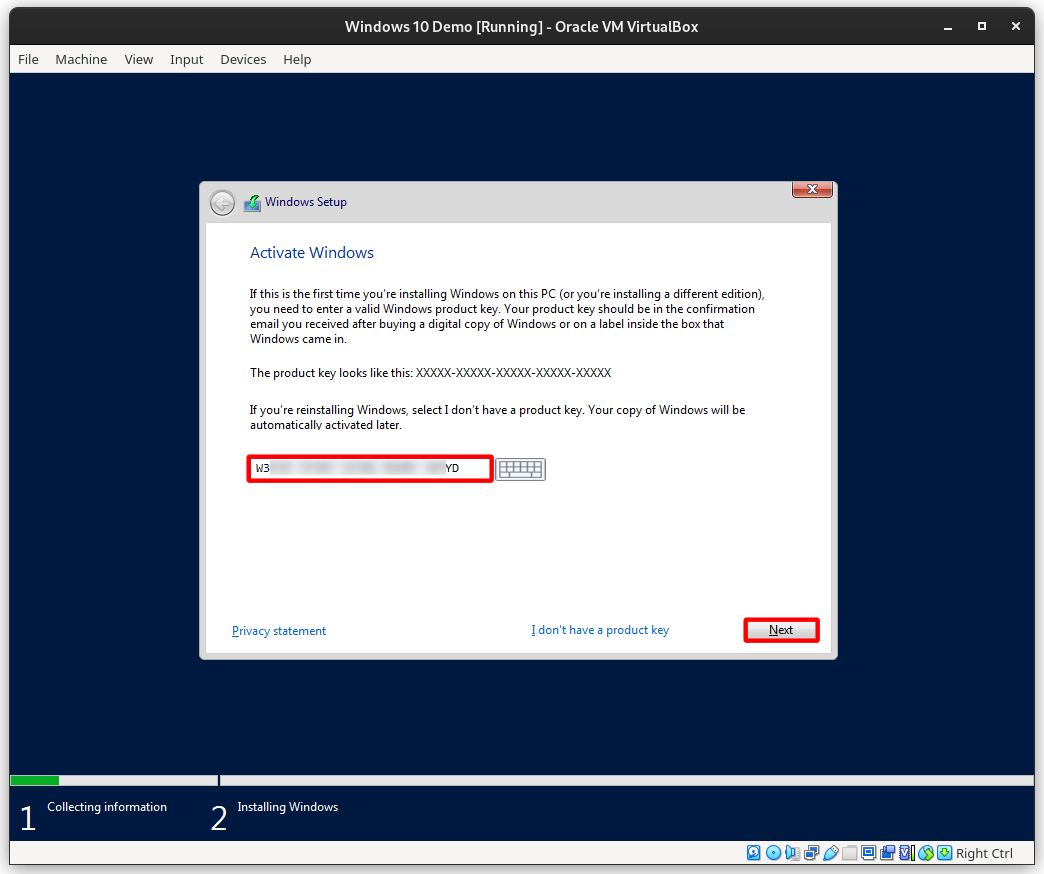 Windows 10 Demo [Running] - Oracle VM VirtualBox
File Machine View Input Devices Help
Windows Setup
Activate Windows
If this is the first time you're installing Windows on this PC (or you're installing a different edition),
you need to enter a valid Windows product key. Your product key should be in the confirmation
email you received after buying a digital copy of Windows or on a label inside the box that
Windows came in.
The product key looks like this: XXXXX-XXXXX-XXXXX-XXXXX-XXXXX
If you're reinstalling Windows, select I don't have a product key. Your copy of Windows will be
automatically activated later.
W3 YD
Privacy statement
I don't have a product key
Next
1 Collecting information
2 Installing Windows
Right Ctrl